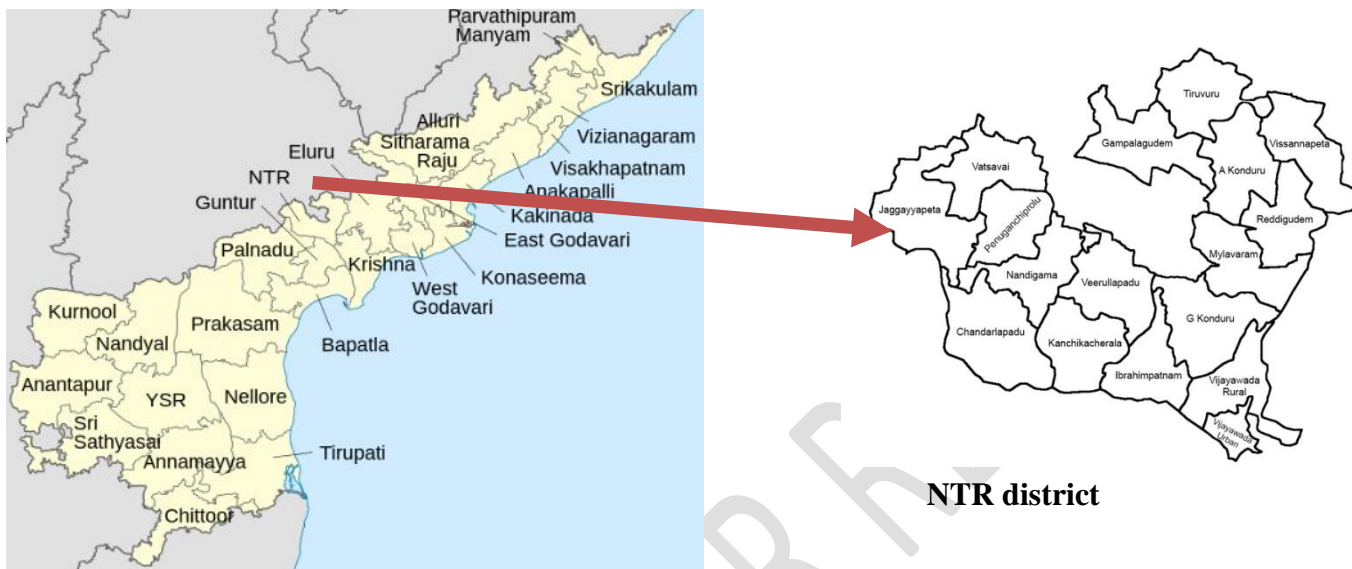 Parvathipuram
Manyam
Srikakulam
Alluri
Sitharama
Raju
Vizianagaram
Eluru
Visakhapatnam
NTR
Anakapalli
Guntur
Kakinada
East Godavari
Palnadu
Krishna
Konaseema
West
Godavari
Kurnool
Prakasam
Nandyal
Bapatla
Anantapur
YSR
Nellore
Sri
Sathyasai
Tirupati
Annamayya
Chittoor
Tiruvuru
Gampalagudem
Vissannapeta
Vatsavai
A Konduru
Jaggayyapeta
Penuganchiprolu
Reddigudem
Mylavaram
Nandigama
Veerullapadu
G Konduru
Chandarlapadu
Kanchikacherala
Ibrahimpatnam
Vijayawada
Rural
Vijayawada
Urban
NTR district